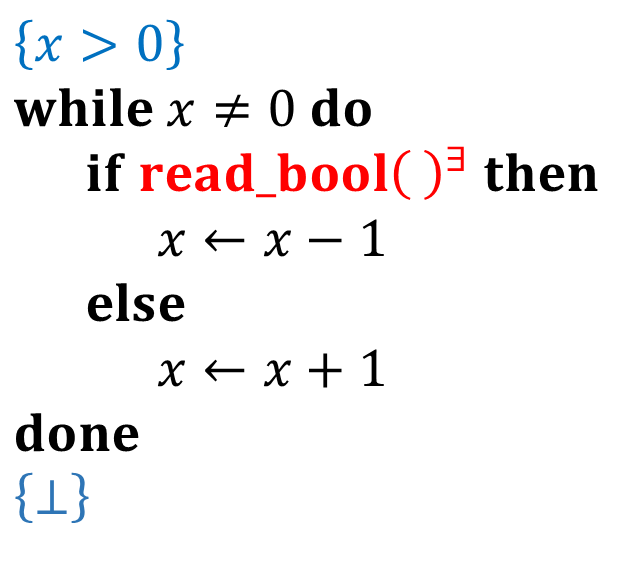 {x > 0}
while x ≠ 0 do
if read_bool( )^∃ then
x ← x − 1
else
x ← x + 1
done
{⊥}